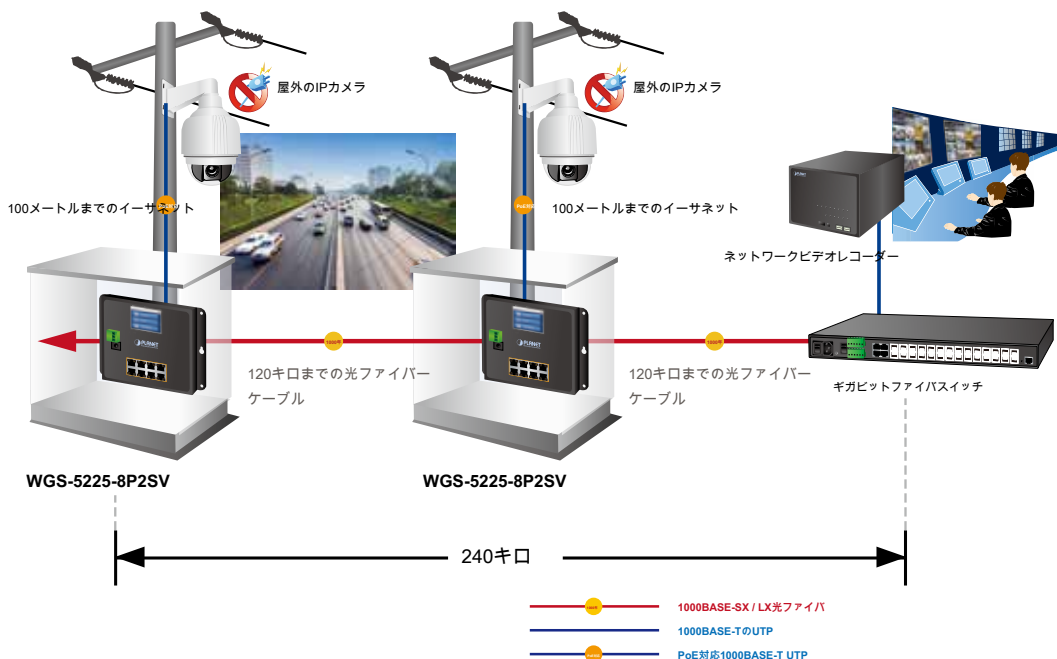 屋外のIPカメラ
屋外のIPカメラ
100メートルまでのイーサネット
100メートルまでのイーサネット
ネットワークビデオレコーダー
PLANET
PLANET
120キロまでの光ファイバー
ケーブル
120キロまでの光ファイバー
ケーブル
ギガビットファイバスイッチ
WGS-5225-8P2SV
WGS-5225-8P2SV
240キロ
1000BASE-SX / LX光ファイバ
1000BASE-TのUTP
PoE対応1000BASE-T UTP